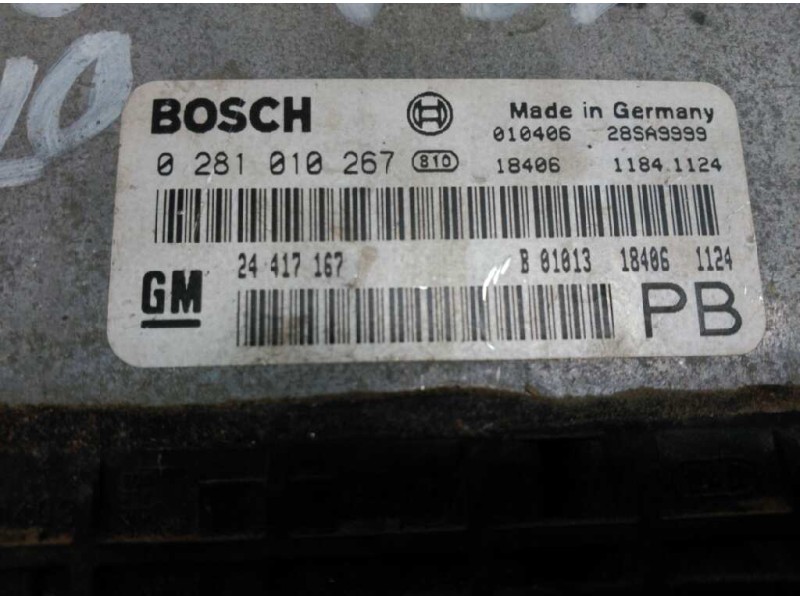 BOSCH
Made in Germany
010406 28SA9999
0 281 010 267 810 18406 1184.1124
24 417 167 B 01013 18406 1124
GM
PB